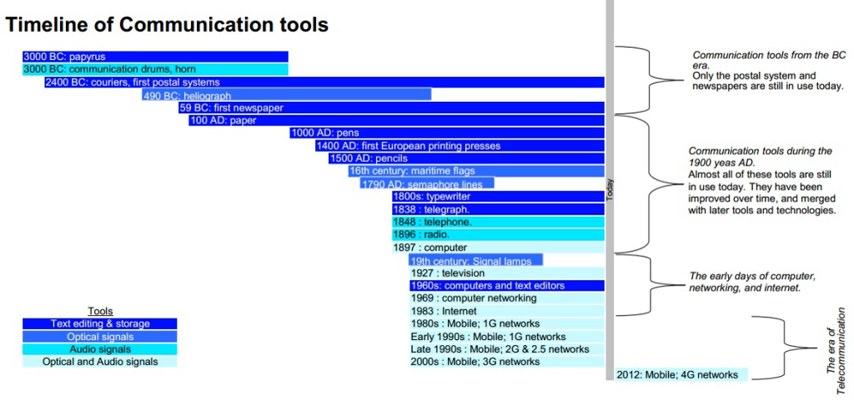 Timeline of Communication tools
3000 BC: papyrus
3000 BC: communication drums, horn
2400 BC: couriers, first postal systems
490 BC: heliograph
59 BC: first newspaper
100 AD: paper
1000 AD: pens
1400 AD: first European printing presses
1500 AD: pencils
16th century: maritime flags
1790 AD: semaphore lines
1800s: typewriter
1838 : telegraph.
1848 : telephone.
1896 : radio.
1897 : computer
19th century: Signal lamps
1927 : television
1960s: computers and text editors
1969 : computer networking
1983 : Internet
1980s : Mobile; 1G networks
Early 1990s : Mobile; 1G networks
Late 1990s : Mobile; 2G & 2.5 networks
2000s : Mobile; 3G networks
2012: Mobile; 4G networks
Today
Communication tools from the BC
era.
Only the postal system and
newspapers are still in use today.
Communication tools during the
1900 yeas AD.
Almost all of these tools are still
in use today. They have been
improved over time, and merged
with later tools and technologies.
The early days of computer,
networking, and internet.
The era of
Telecommunication
Tools
Text editing & storage
Optical signals
Audio signals
Optical and Audio signals